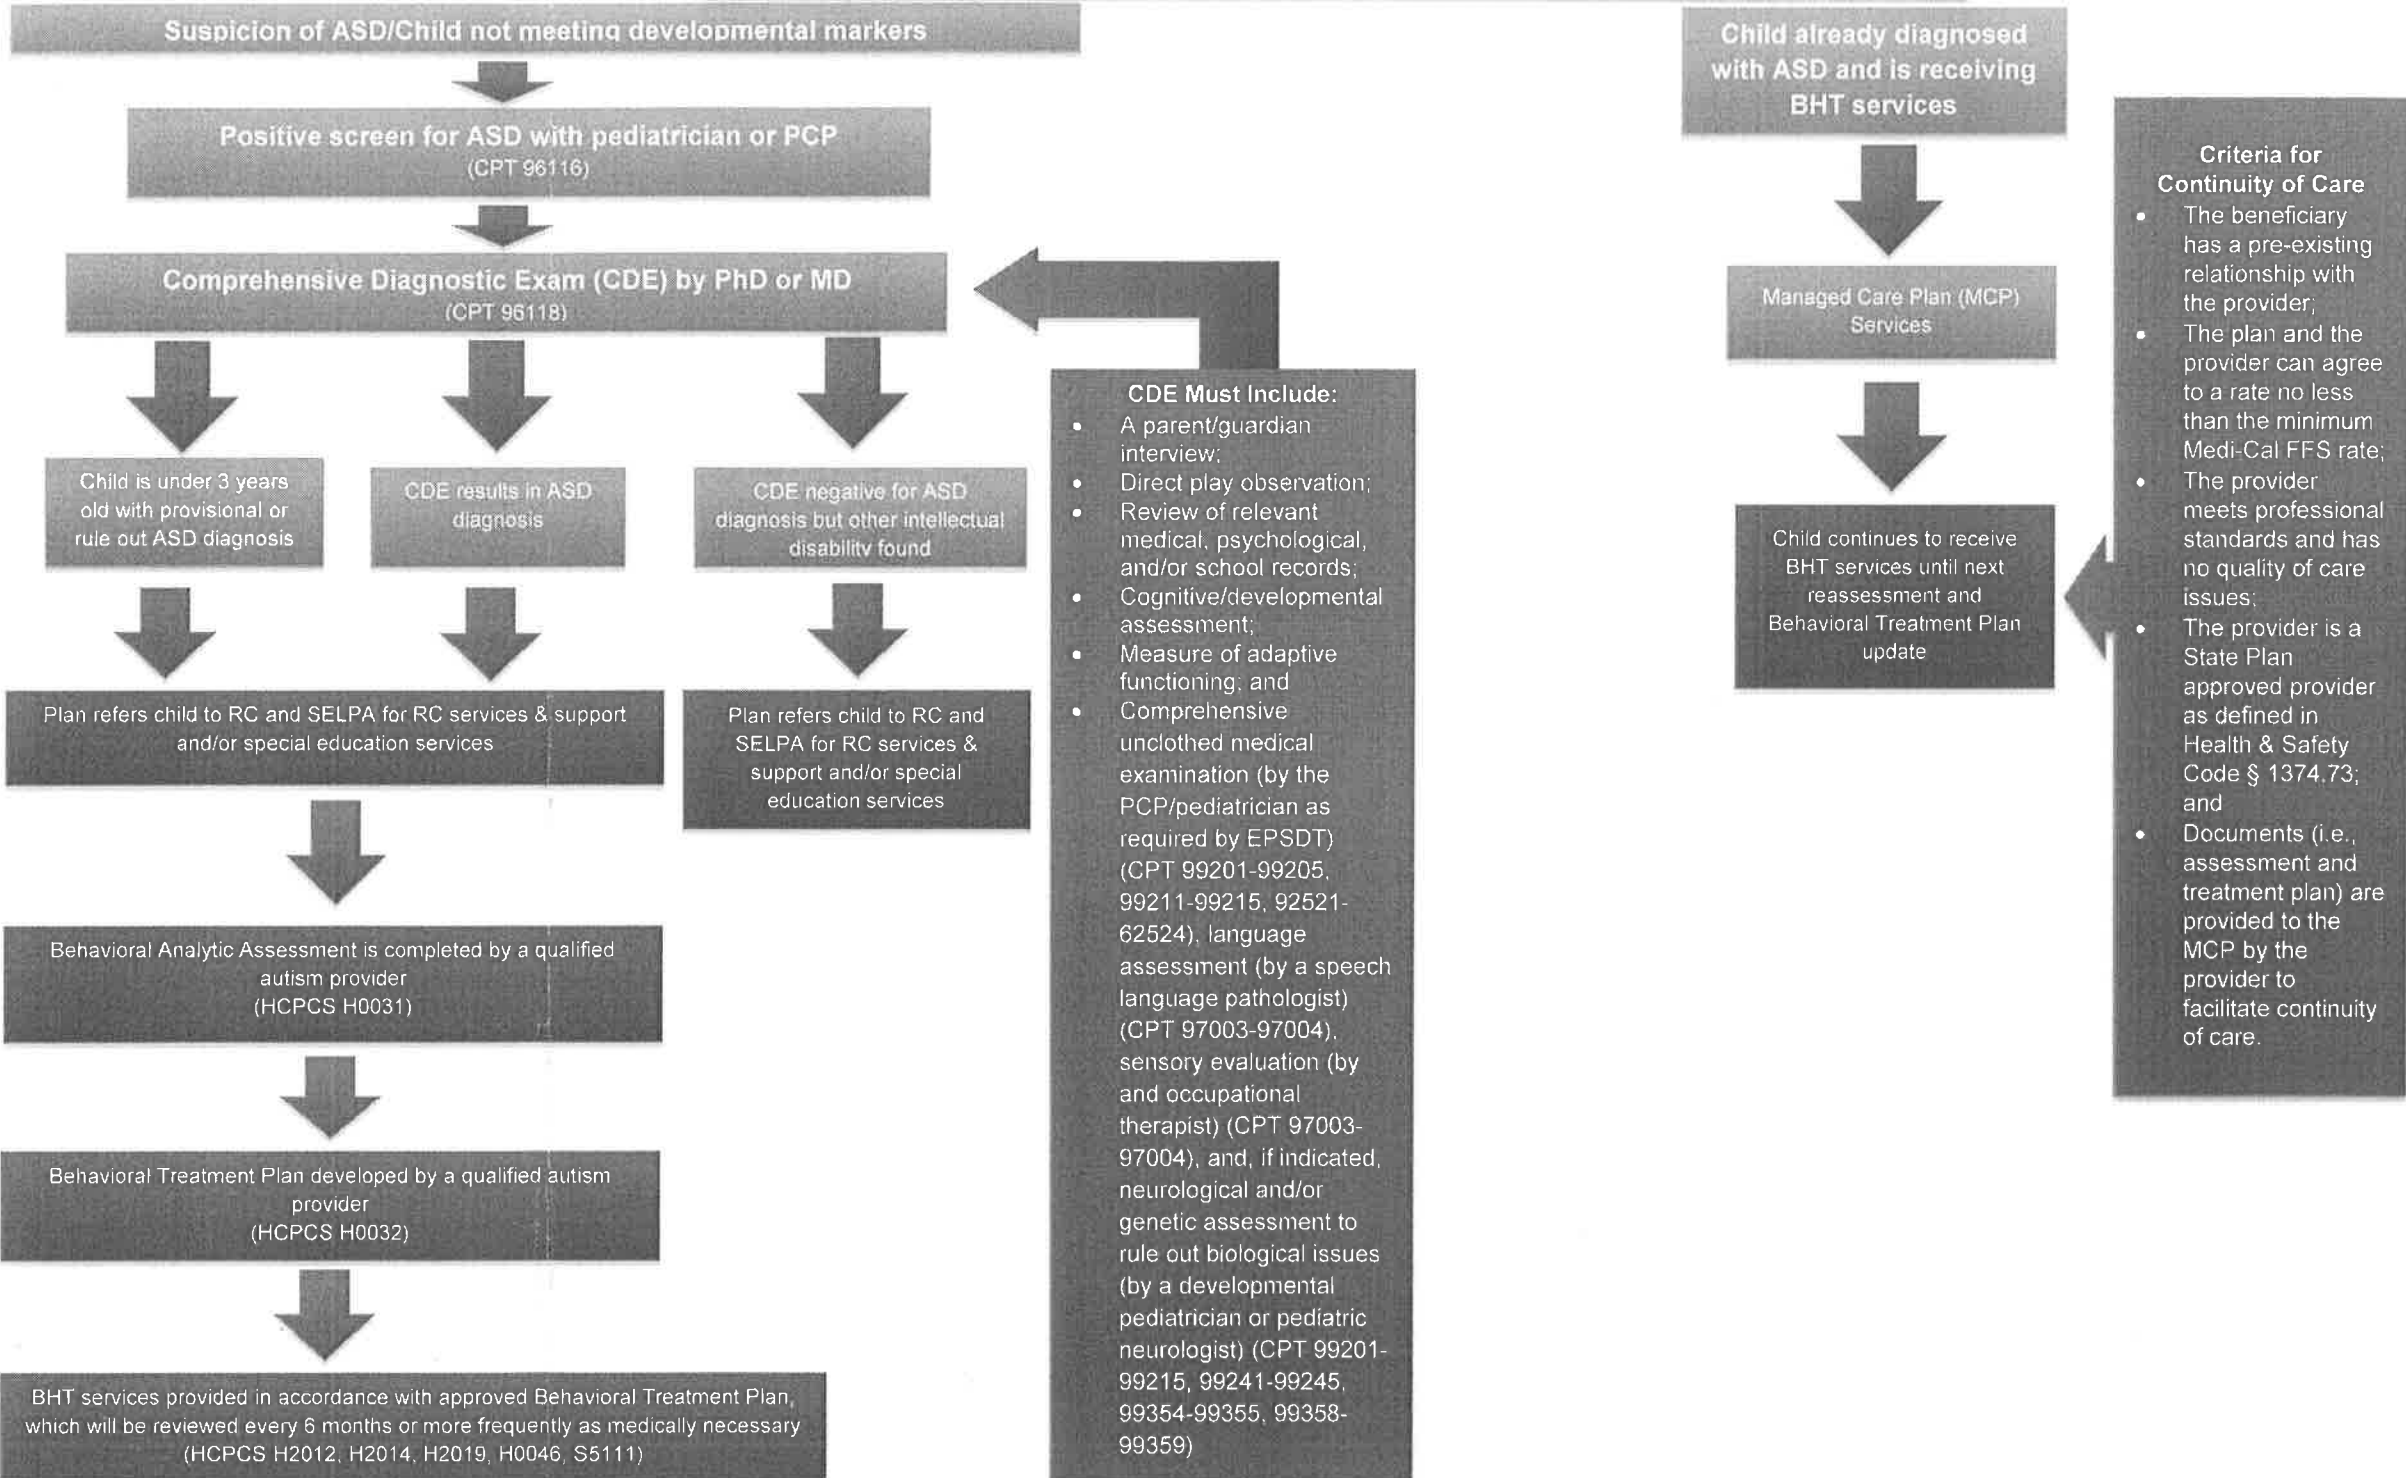 Suspicion of ASD/Child not meeting developmental markers
Positive screen for ASD with pediatrician or PCP
(CPT 96116)
Comprehensive Diagnostic Exam (CDE) by PhD or MD
(CPT 96118)
Child is under 3 years
old with provisional or
rule out ASD diagnosis
CDE results in ASD
diagnosis
CDE negative for ASD
diagnosis but other intellectual
disability found
Plan refers child to RC and SELPA for RC services & support
and/or special education services
Plan refers child to RC and
SELPA for RC services &
support and/or special
education services
Behavioral Analytic Assessment is completed by a qualified
autism provider
(HCPCS H0031)
Behavioral Treatment Plan developed by a qualified autism
provider
(HCPCS H0032)
BHT services provided in accordance with approved Behavioral Treatment Plan,
which will be reviewed every 6 months or more frequently as medically necessary
(HCPCS H2012, H2014, H2019, H0046, S5111)
CDE Must Include:
• A parent/guardian
interview;
• Direct play observation;
• Review of relevant
medical, psychological,
and/or school records;
• Cognitive/developmental
assessment;
• Measure of adaptive
functioning; and
• Comprehensive
unclothed medical
examination (by the
PCP/pediatrician as
required by EPSDT)
(CPT 99201-99205,
99211-99215, 92521-
62524), language
assessment (by a speech
language pathologist)
(CPT 97003-97004),
sensory evaluation (by
and occupational
therapist) (CPT 97003-
97004), and, if indicated,
neurological and/or
genetic assessment to
rule out biological issues
(by a developmental
pediatrician or pediatric
neurologist) (CPT 99201-
99215, 99241-99245,
99354-99355, 99358-
99359)
Child already diagnosed
with ASD and is receiving
BHT services
Managed Care Plan (MCP)
Services
Child continues to receive
BHT services until next
reassessment and
Behavioral Treatment Plan
update
Criteria for
Continuity of Care
• The beneficiary
has a pre-existing
relationship with
the provider;
• The plan and the
provider can agree
to a rate no less
than the minimum
Medi-Cal FFS rate;
• The provider
meets professional
standards and has
no quality of care
issues;
• The provider is a
State Plan
approved provider
as defined in
Health & Safety
Code § 1374.73;
and
• Documents (i.e.,
assessment and
treatment plan) are
provided to the
MCP by the
provider to
facilitate continuity
of care.